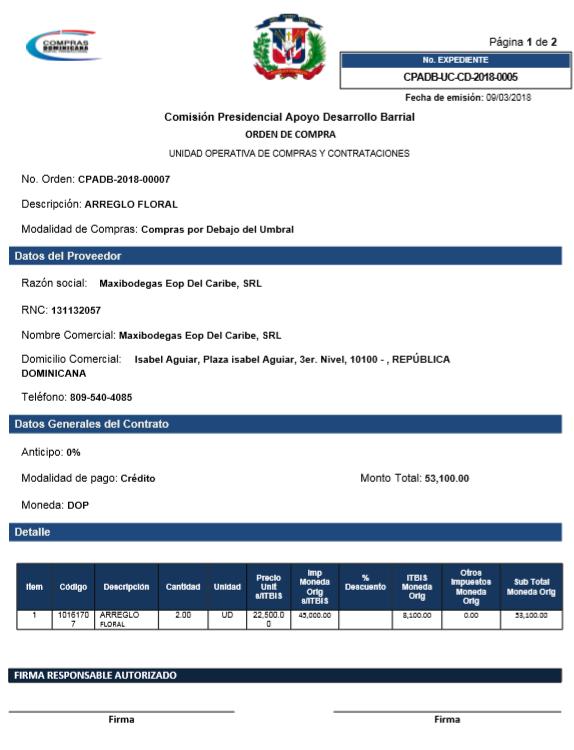 COMPRAS
DOMINICANA
Página 1 de 2
No. EXPEDIENTE
CPADB-UC-CD-2018-0005
Fecha de emisión: 09/03/2018
Comisión Presidencial Apoyo Desarrollo Barrial
ORDEN DE COMPRA
UNIDAD OPERATIVA DE COMPRAS Y CONTRATACIONES
No. Orden: CPADB-2018-00007
Descripción: ARREGLO FLORAL
Modalidad de Compras: Compras por Debajo del Umbral
Datos del Proveedor
Razón social: Maxibodegas Eop Del Caribe, SRL
RNC: 131132057
Nombre Comercial: Maxibodegas Eop Del Caribe, SRL
Domicilio Comercial: Isabel Aguiar, Plaza isabel Aguiar, 3er. Nivel, 10100 - , REPÚBLICA
DOMINICANA
Teléfono: 809-540-4085
Datos Generales del Contrato
Anticipo: 0%
Modalidad de pago: Crédito Monto Total: 53,100.00
Moneda: DOP
Detalle
Item Código Descripción Cantidad Unidad Precio Unit s/ITBIS Imp Moneda Orig s/ITBIS % Descuento ITBIS Moneda Orig Otros Impuestos Moneda Orig Sub Total Moneda Orig
1 10161707 ARREGLO FLORAL 2.00 UD 22,500.00 45,000.00 8,100.00 0.00 53,100.00
FIRMA RESPONSABLE AUTORIZADO
Firma Firma